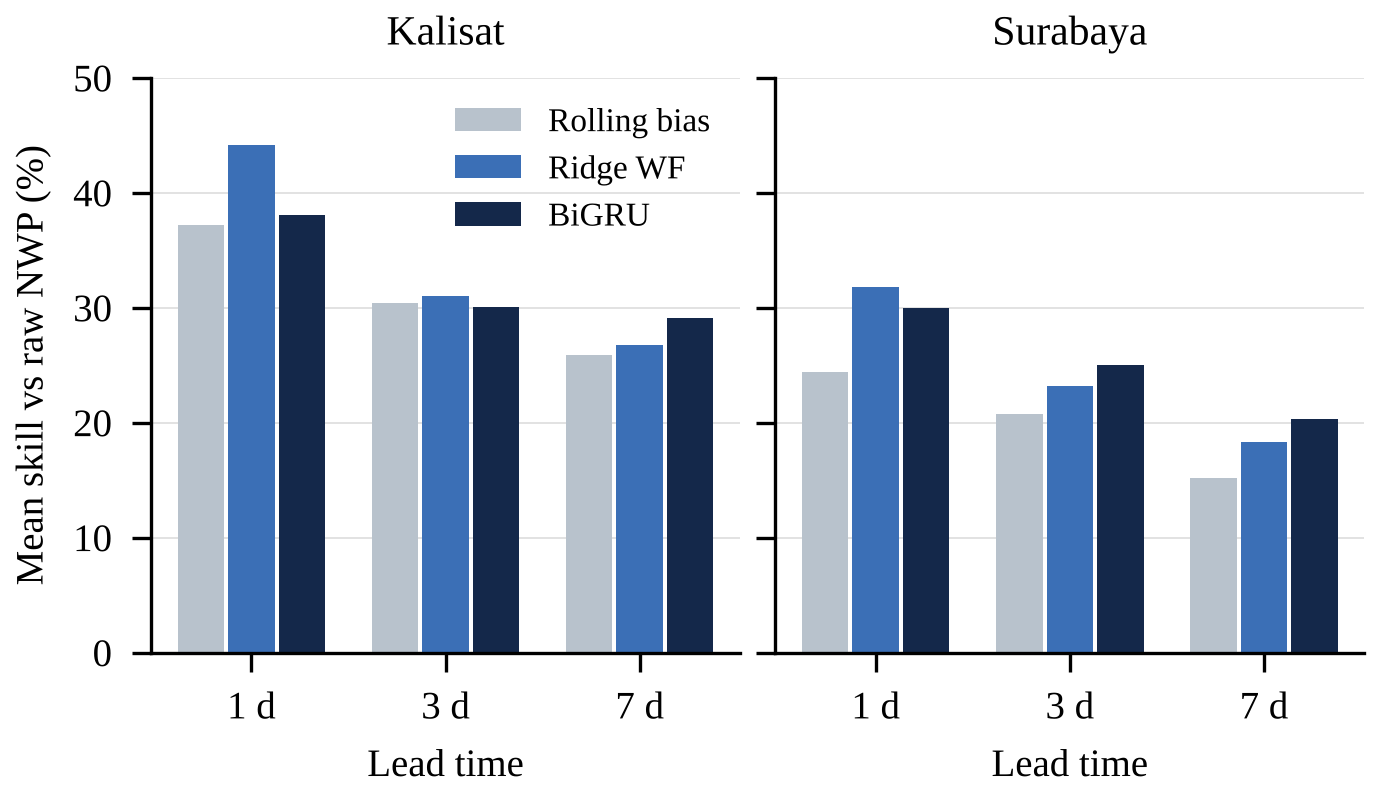 Kalisat
Surabaya
Mean skill vs raw NWP (%)
50
40
30
20
10
0
Rolling bias
Ridge WF
BiGRU
1 d
3 d
7 d
1 d
3 d
7 d
Lead time
Lead time